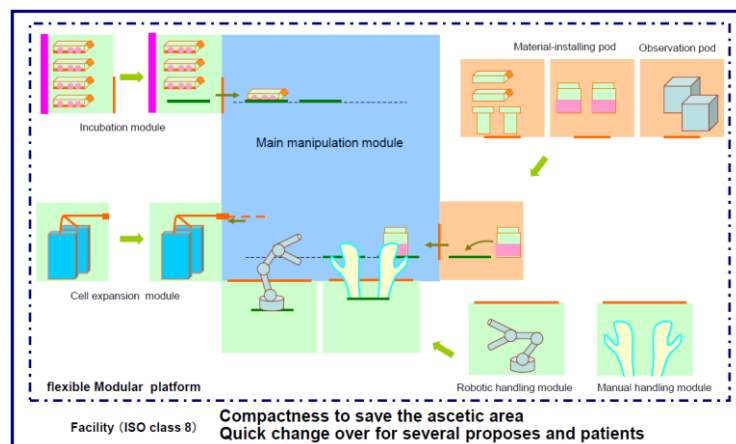 Material-installing pod
Observation pod
Incubation module
Main manipulation module
Cell expansion module
Robotic handling module
Manual handling module
flexible Modular platform
Facility (ISO class 8)
Compactness to save the ascetic area
Quick change over for several proposes and patients